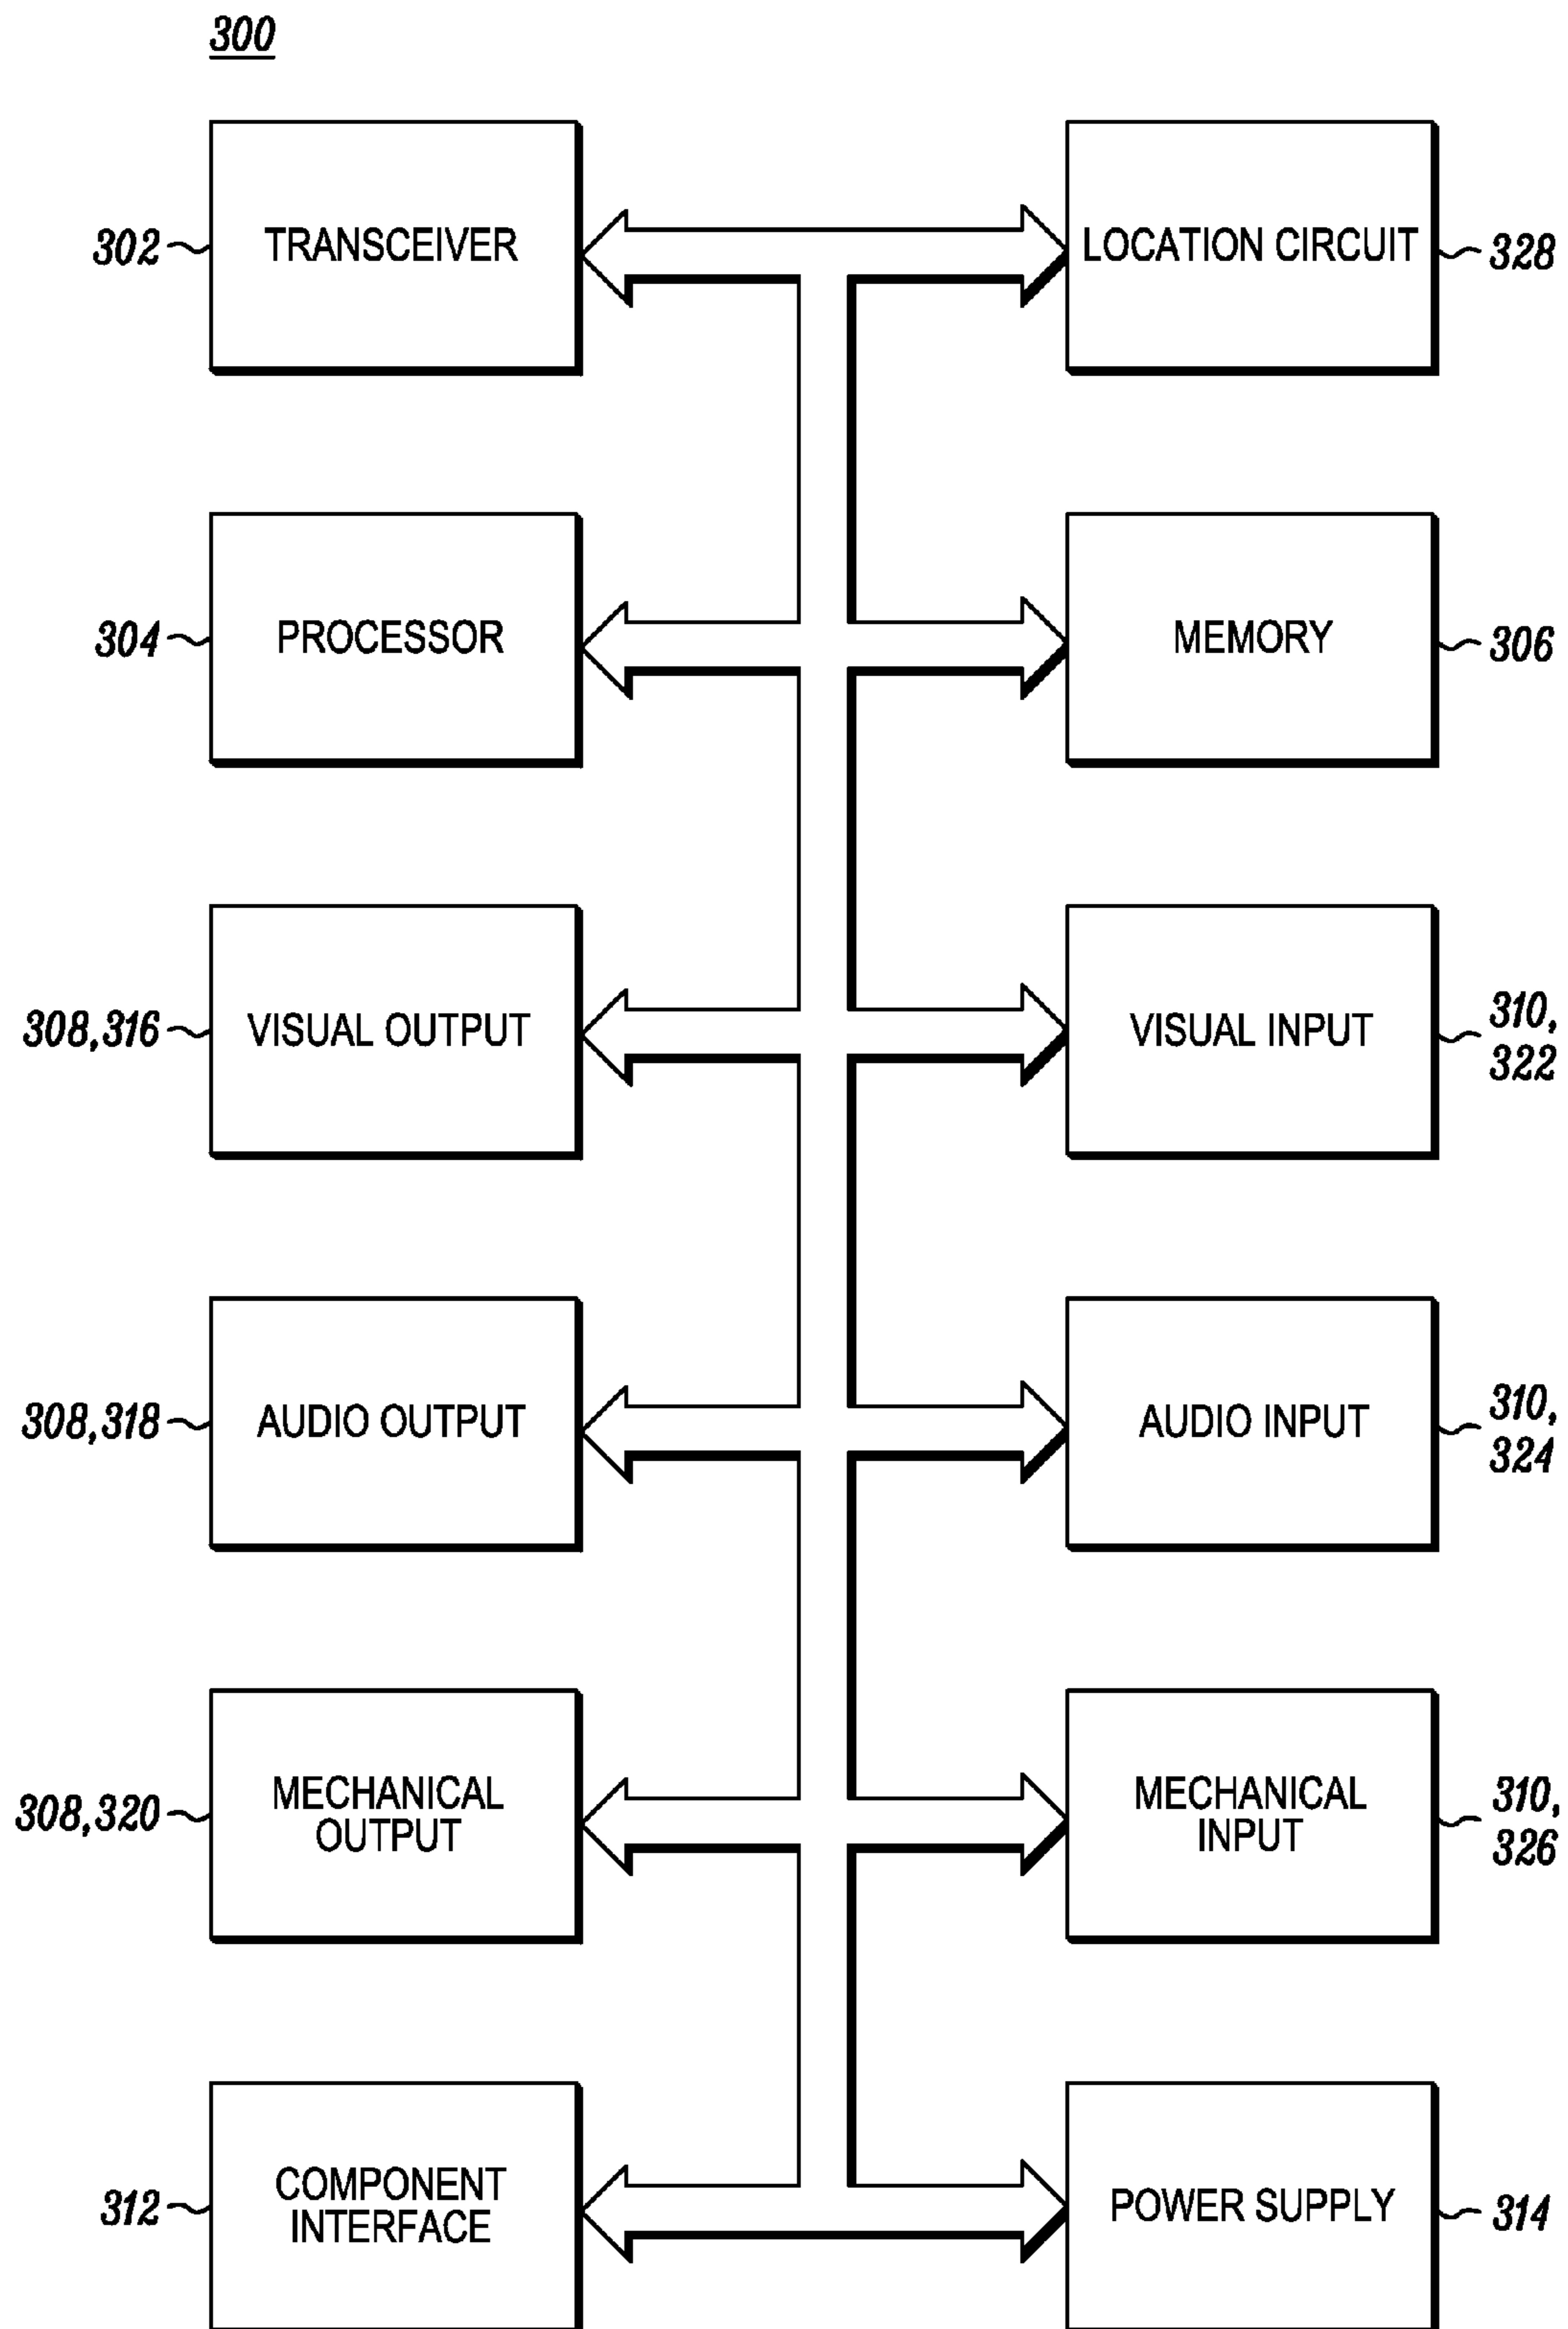 300
302 TRANSCEIVER
LOCATION CIRCUIT 328
304 PROCESSOR
MEMORY 306
308,316 VISUAL OUTPUT
VISUAL INPUT 310,
322
308,318 AUDIO OUTPUT
AUDIO INPUT 310,
324
308,320 MECHANICAL
OUTPUT
MECHANICAL
INPUT
310,
326
312 COMPONENT
INTERFACE
POWER SUPPLY 314